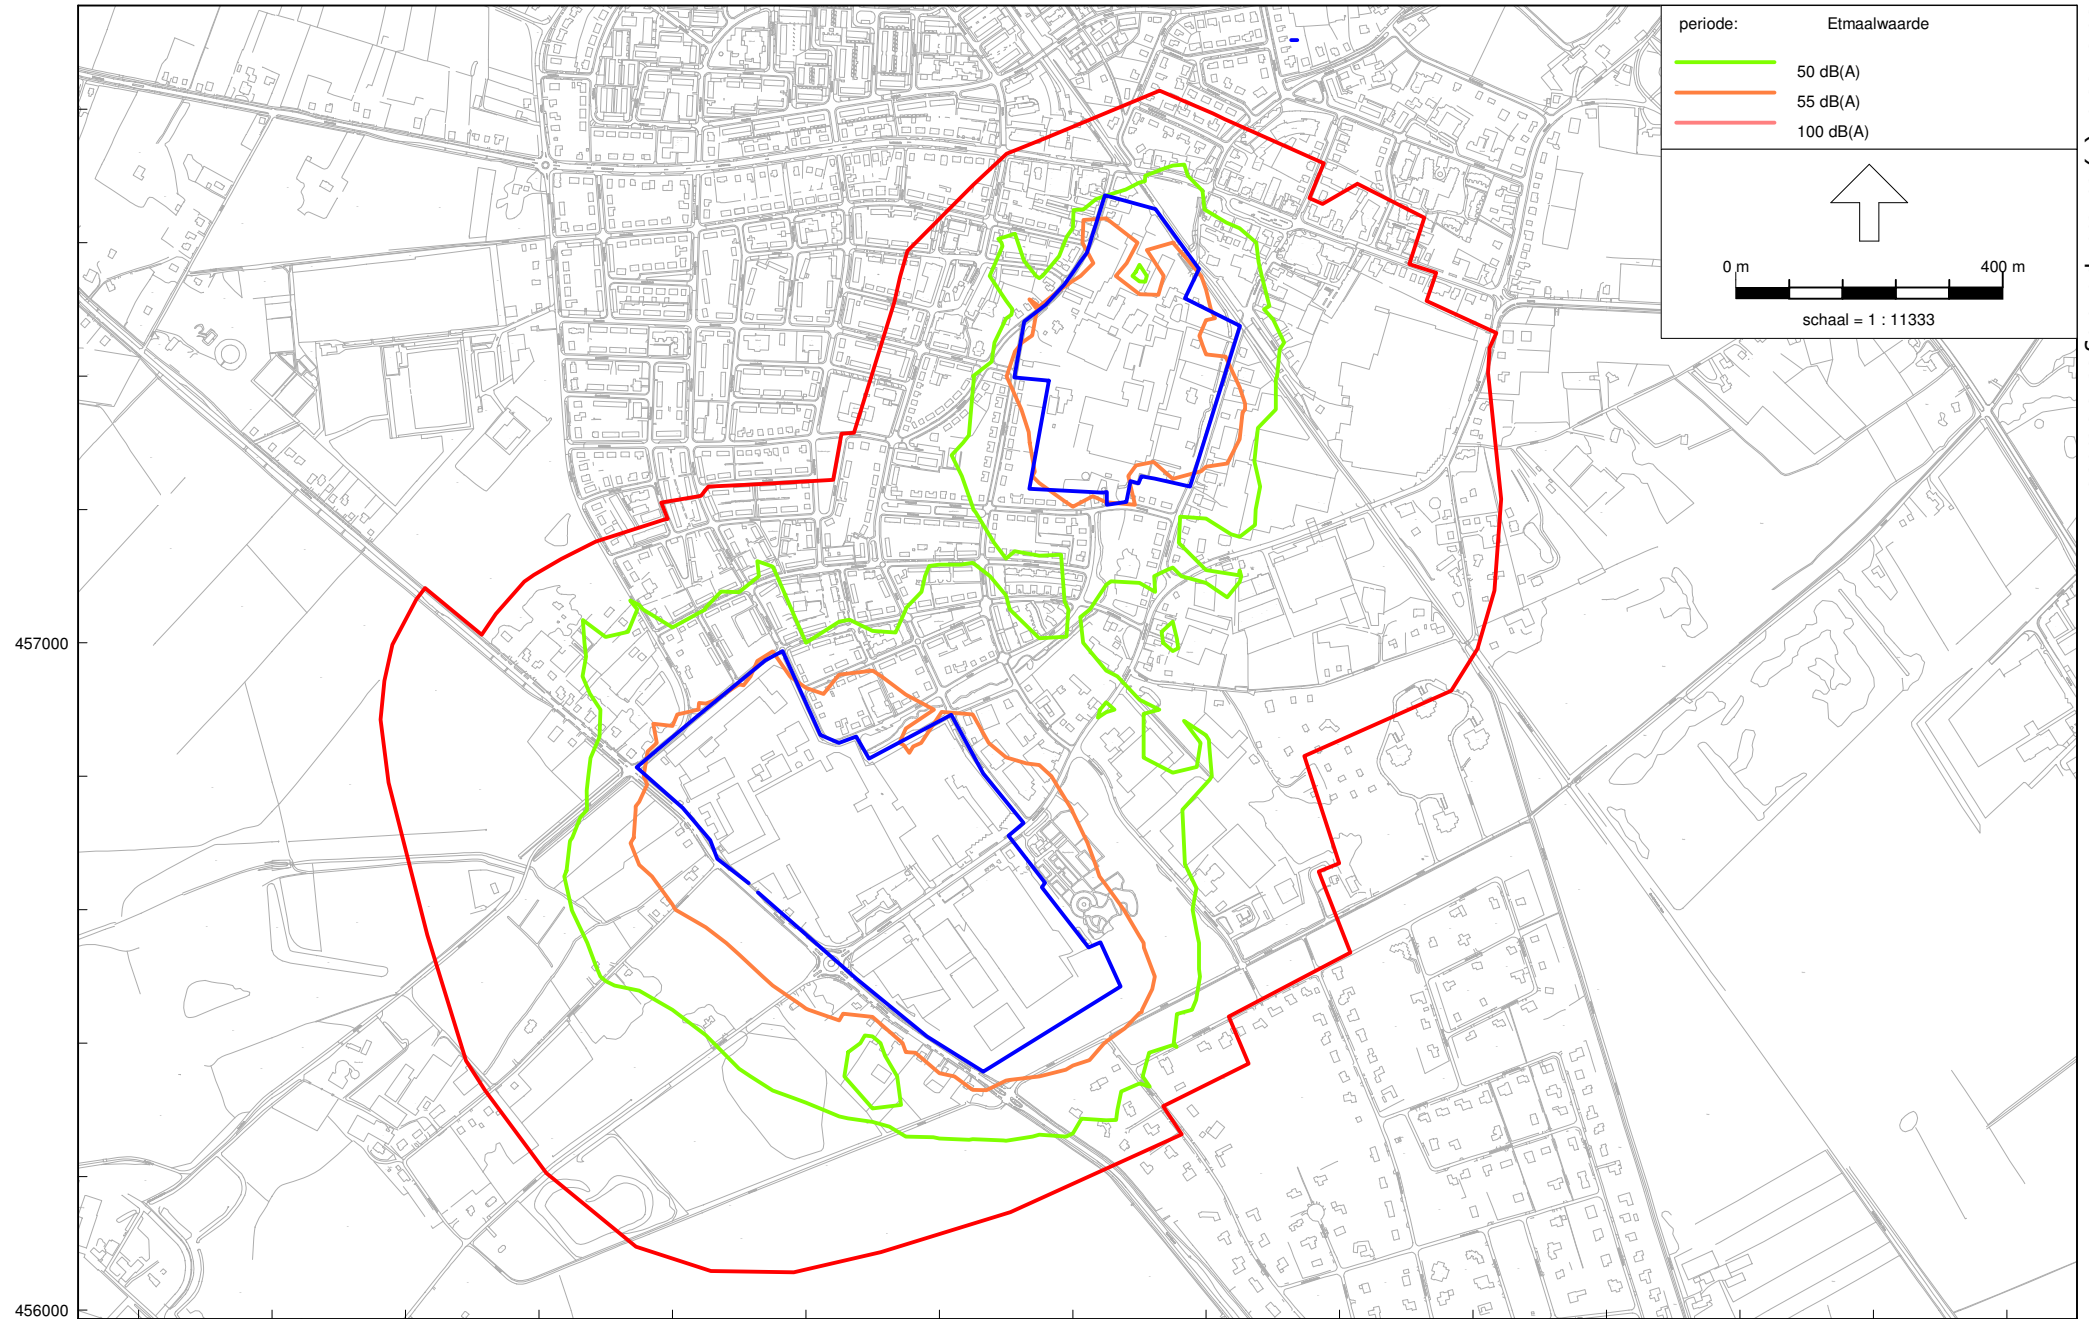 periode: Etmaalwaarde
50 dB(A)
55 dB(A)
100 dB(A)
0 m 400 m
schaal = 1 : 11333
457000
456000